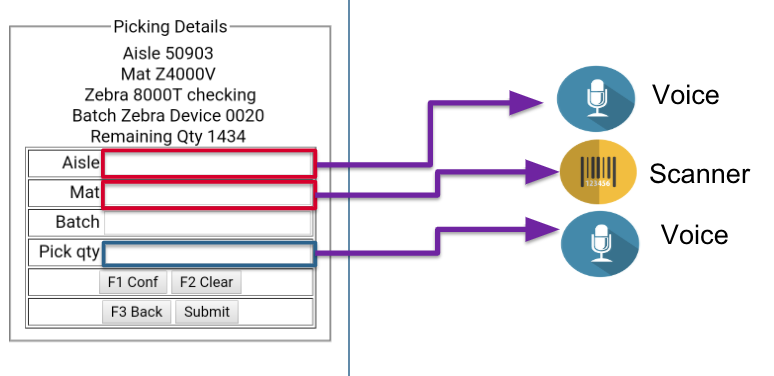 Picking Details
Aisle 50903
Mat Z4000V
Zebra 8000T checking
Batch Zebra Device 0020
Remaining Qty 1434
Aisle
Mat
Batch
Pick qty
F1 Conf F2 Clear
F3 Back Submit
Voice
123456
Scanner
Voice